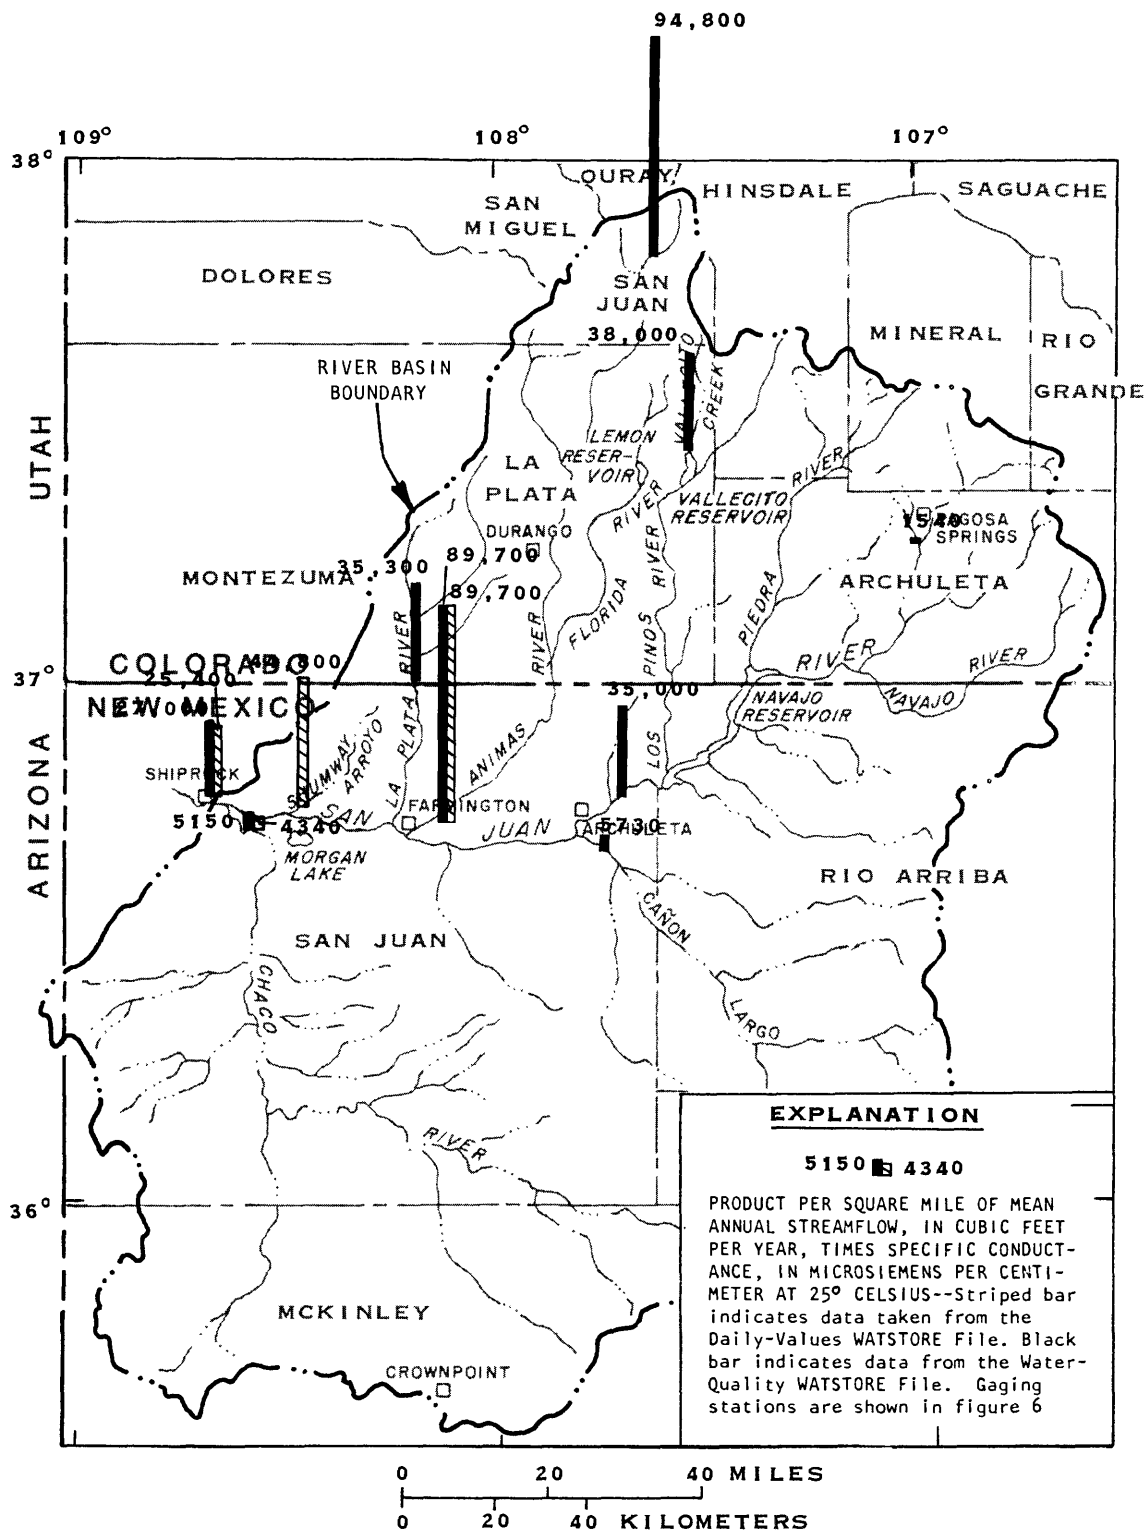 94,800
109°
108°
107°
38°
OURAY
HINSDALE
SAGUACHE
SAN
MIGUEL
DOLORES
SAN
JUAN
38,000
MINERAL
RIO
GRANDE
RIVER BASIN
BOUNDARY
UTAH
VALLECITO
CREEK
LEMON
RESER-
VOIR
LA
PLATA
RIVER
RIVER
VALLECITO
RESERVOIR
DURANGO
1540
PAGOSA
SPRINGS
MONTEZUMA
35,300
89,700
89,700
ARCHULETA
RIVER
FLORIDA
RIVER
PINOS
RIVER
PIEDRA
COLORADO
37°
25,400
RIVER
RIVER
NEW MEXICO
35,000
NAVAJO
RESERVOIR
NAVAJO
ARIZONA
LA PLATA
ANIMAS
LOS
SHIPROCK
SHUMWAY
ARROYO
SAN
FARMINGTON
JUAN
5150
4340
MORGAN
LAKE
ARCHULETA
5730
RIO ARRIBA
CAÑON
SAN JUAN
CHACO
LARGO
RIVER
36°
MCKINLEY
CROWNPOINT
EXPLANATION
5150 4340
PRODUCT PER SQUARE MILE OF MEAN
ANNUAL STREAMFLOW, IN CUBIC FEET
PER YEAR, TIMES SPECIFIC CONDUCT-
ANCE, IN MICROSIEMENS PER CENTI-
METER AT 25° CELSIUS--Striped bar
indicates data taken from the
Daily-Values WATSTORE File. Black
bar indicates data from the Water-
Quality WATSTORE File. Gaging
stations are shown in figure 6
0 20 40 MILES
0 20 40 KILOMETERS